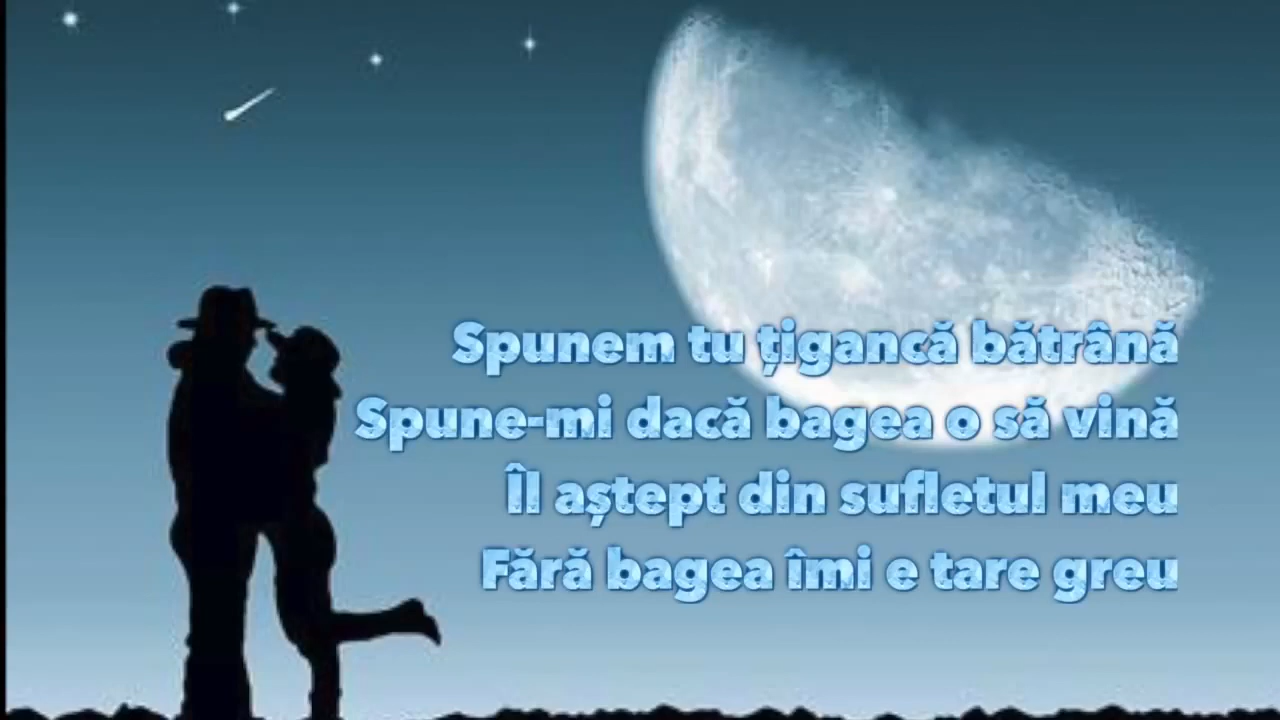 Spunem tu țigancă bătrână
Spune-mi dacă bagea o să vină
Îl aștept din sufletul meu
Fără bagea îmi e tare greu